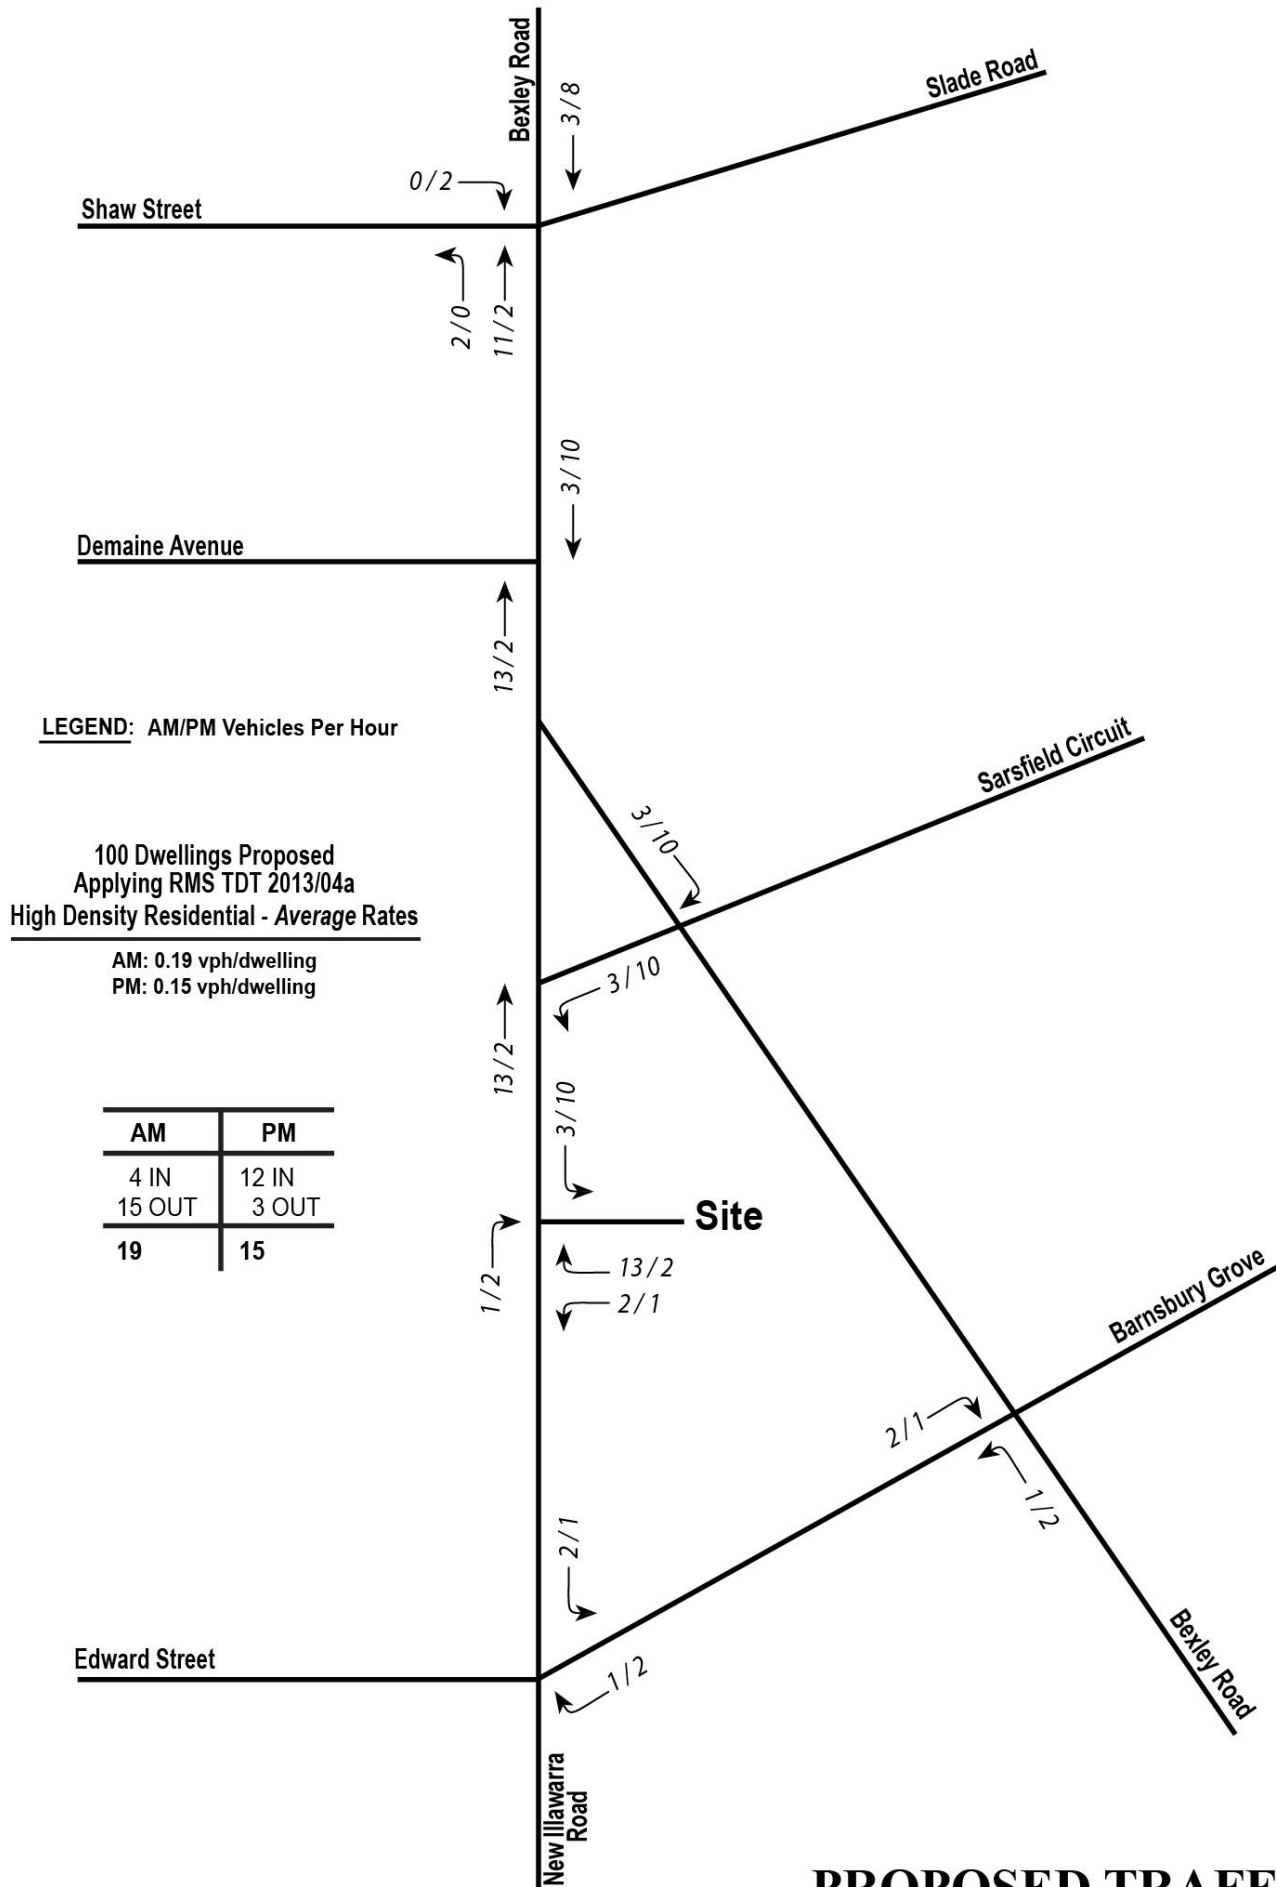 Bexley Road
Slade Road
3/8
0/2
Shaw Street
2/0
11/2
3/10
Demaine Avenue
13/2
LEGEND: AM/PM Vehicles Per Hour
Sarsfield Circuit
3/10
100 Dwellings Proposed
Applying RMS TDT 2013/04a
High Density Residential - Average Rates
AM: 0.19 vph/dwelling
PM: 0.15 vph/dwelling
3/10
13/2
3/10
AM PM
4 IN 12 IN
15 OUT 3 OUT
19 15
Site
1/2
13/2
2/1
Barnsbury Grove
2/1
1/2
2/1
Edward Street
1/2
Bexley Road
New Illawarra
Road